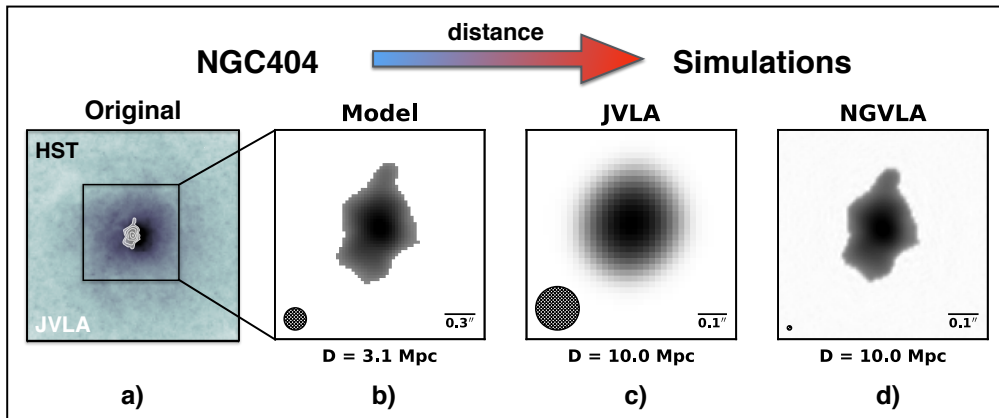 distance
NGC404 Simulations
Original Model JVLA NGVLA
HST
JVLA
0.3" 0.1" 0.1"
D = 3.1 Mpc D = 10.0 Mpc D = 10.0 Mpc
a) b) c) d)